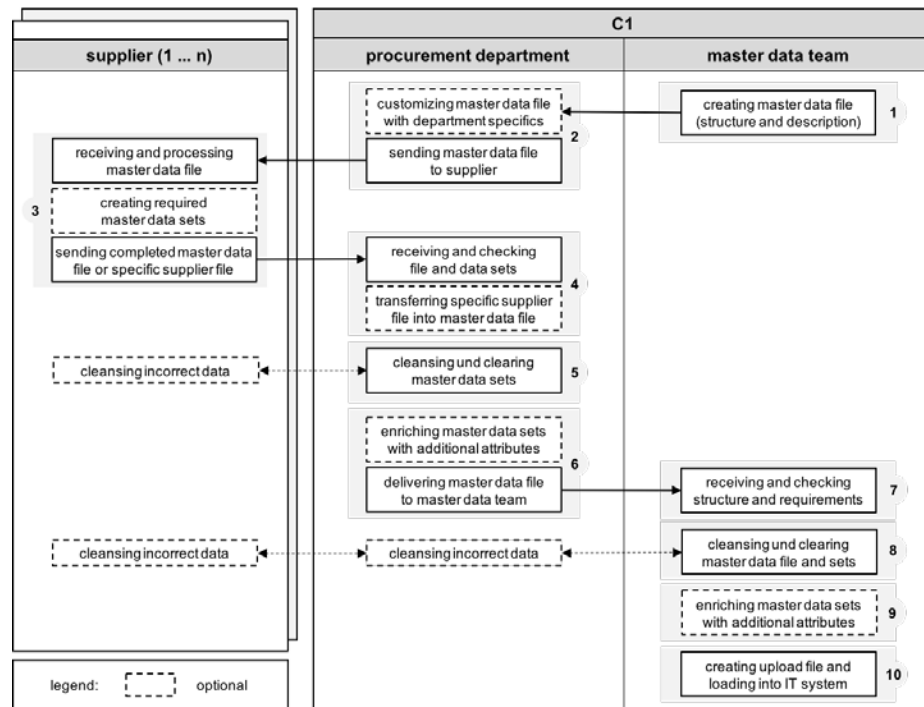 C1
supplier (1 ... n)
procurement department
master data team
customizing master data file
with department specifics
creating master data file
(structure and description)
1
2
receiving and processing
master data file
sending master data file
to supplier
3
creating required
master data sets
sending completed master data
file or specific supplier file
receiving and checking
file and data sets
4
transferring specific supplier
file into master data file
cleansing incorrect data
cleansing und clearing
master data sets
5
enriching master data sets
with additional attributes
6
delivering master data file
to master data team
receiving and checking
structure and requirements
7
cleansing incorrect data
cleansing incorrect data
cleansing und clearing
master data file and sets
8
enriching master data sets
with additional attributes
9
creating upload file and
loading into IT system
10
legend:
optional